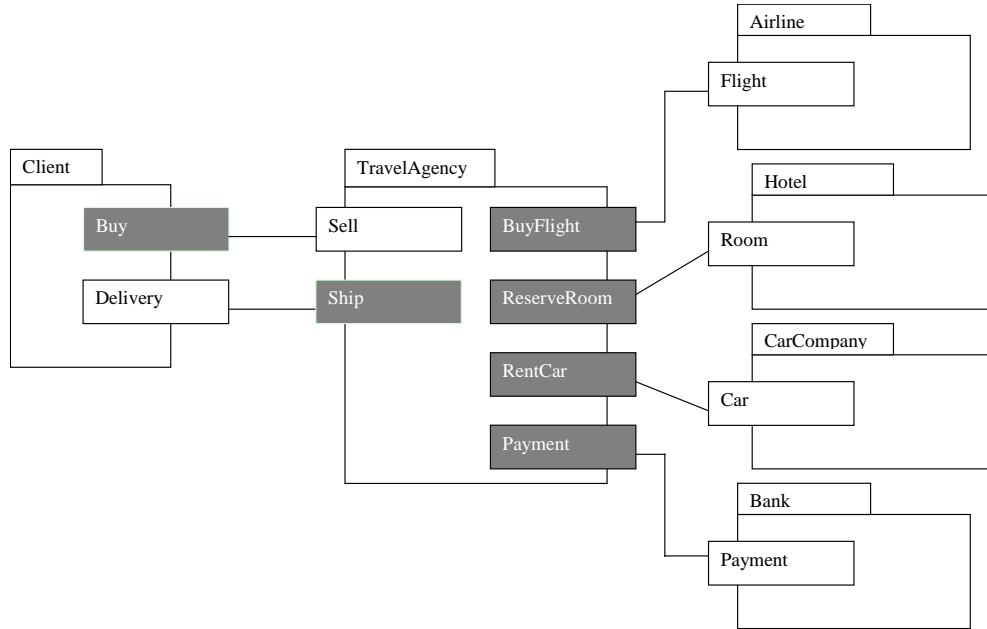 Airline
Flight
Client
TravelAgency
Hotel
Buy
Sell
BuyFlight
Room
Delivery
Ship
ReserveRoom
CarCompany
RentCar
Car
Payment
Bank
Payment